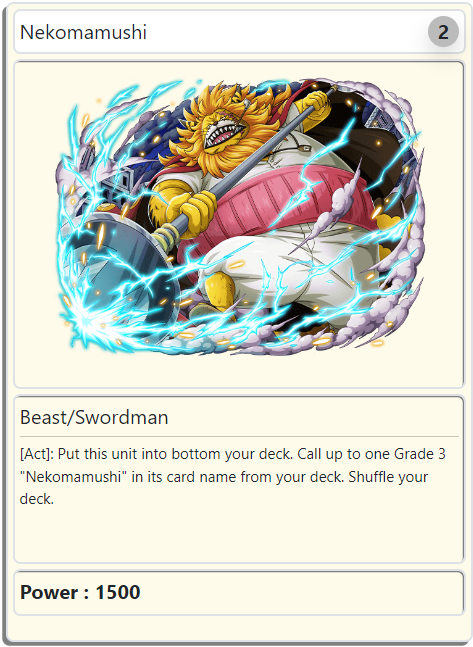 Nekomamushi
2
Beast/Swordman
[Act]: Put this unit into bottom your deck. Call up to one Grade 3
"Nekomamushi" in its card name from your deck. Shuffle your
deck.
Power : 1500